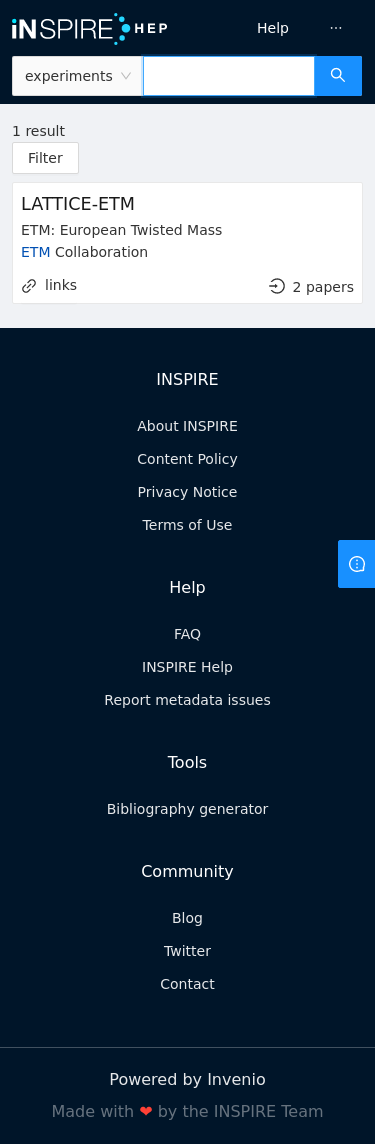 INSPIRE HEP
Help
···
experiments
1 result
Filter
LATTICE-ETM
ETM: European Twisted Mass
ETM Collaboration
links
2 papers
INSPIRE
About INSPIRE
Content Policy
Privacy Notice
Terms of Use
Help
FAQ
INSPIRE Help
Report metadata issues
Tools
Bibliography generator
Community
Blog
Twitter
Contact
Powered by Invenio
Made with ❤ by the INSPIRE Team